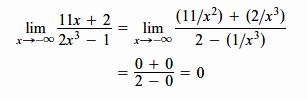 lim x→−∞ (11x + 2)/(2x³ − 1) = lim x→−∞ ((11/x²) + (2/x³))/(2 − (1/x³))
= (0 + 0)/(2 − 0) = 0